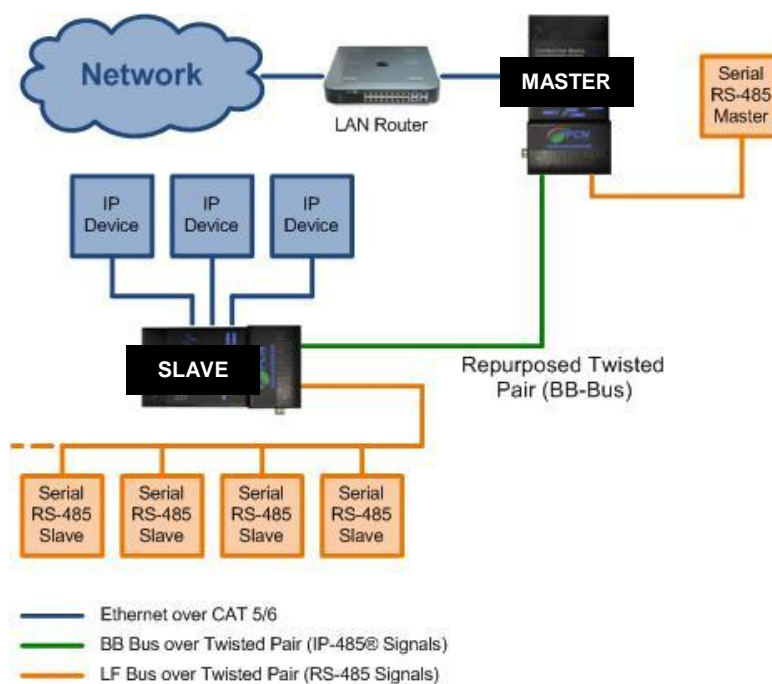 Network
LAN Router
MASTER
PCN
Serial
RS-485
Master
IP
Device
IP
Device
IP
Device
SLAVE
PCN
Repurposed Twisted
Pair (BB-Bus)
Serial
RS-485
Slave
Serial
RS-485
Slave
Serial
RS-485
Slave
Serial
RS-485
Slave
Ethernet over CAT 5/6
BB Bus over Twisted Pair (IP-485® Signals)
LF Bus over Twisted Pair (RS-485 Signals)